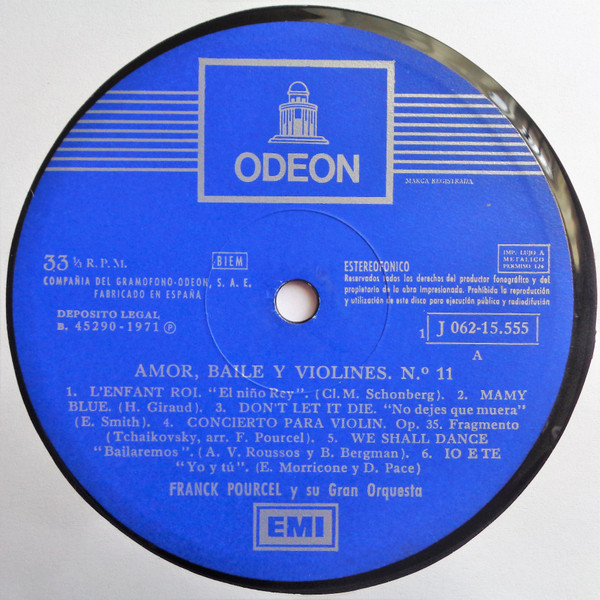 ODEON
MARCA REGISTRADA
33 ⅓ R. P. M.
BIEM
COMPAÑIA DEL GRAMOFONO-ODEON, S. A. E.
FABRICADO EN ESPAÑA
DEPOSITO LEGAL
B. 45290-1971 Ⓟ
ESTEREOFONICO
Reservados todos los derechos del productor fonográfico y del
propietario de la obra impresionada. Prohibida la reproducción
y utilización de este disco para ejecución pública y radiodifusión
IMP. LUJO A
METALICO
PERMISO 1/e
1 J 062-15.555
A
AMOR, BAILE Y VIOLINES. N.º 11
1. L'ENFANT ROI. "El niño Rey". (Cl. M. Schonberg). 2. MAMY
BLUE. (H. Giraud). 3. DON'T LET IT DIE. "No dejes que muera"
(E. Smith). 4. CONCIERTO PARA VIOLIN. Op. 35. Fragmento
(Tchaikovsky, arr. F. Pourcel). 5. WE SHALL DANCE
"Bailaremos". (A. V. Roussos y B. Bergman). 6. IO E TE
"Yo y tú". (E. Morricone y D. Pace)
FRANCK POURCEL y su Gran Orquesta
EMI